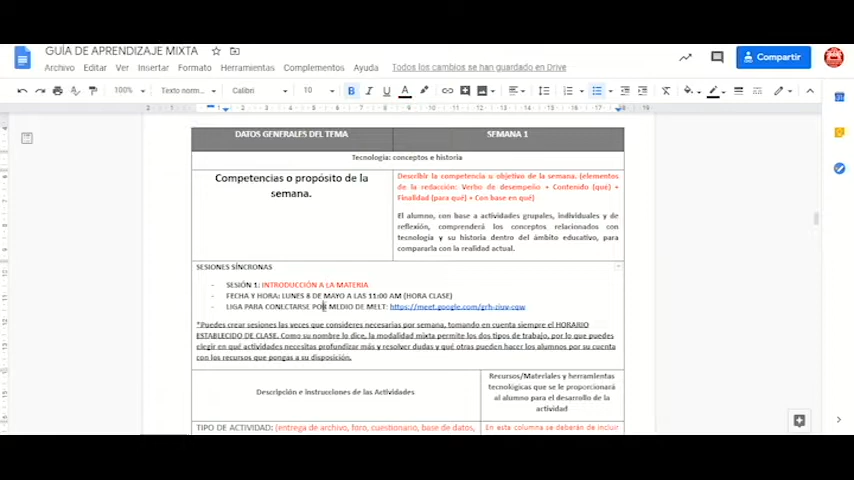 GUÍA DE APRENDIZAJE MIXTA
Archivo Editar Ver Insertar Formato Herramientas Complementos Ayuda Todos los cambios se han guardado en Drive
Compartir
100% Texto norm... Calibri 10
DATOS GENERALES DEL TEMA SEMANA 1
Tecnología: conceptos e historia
Competencias o propósito de la
semana.
Describir la competencia u objetivo de la semana. (elementos
de la redacción: Verbo de desempeño + Contenido (qué) +
Finalidad (para qué) + Con base en qué)
El alumno, con base a actividades grupales, individuales y de
reflexión, comprenderá los conceptos relacionados con
tecnología y su historia dentro del ámbito educativo, para
compararla con la realidad actual.
SESIONES SÍNCRONAS
- SESIÓN 1: INTRODUCCIÓN A LA MATERIA
- FECHA Y HORA: LUNES 8 DE MAYO A LAS 11:00 AM (HORA CLASE)
- LIGA PARA CONECTARSE POR MEDIO DE MEET: https://meet.google.com/grh-ziuv-cqw
*Puedes crear sesiones las veces que consideres necesarias por semana, tomando en cuenta siempre el HORARIO
ESTABLECIDO DE CLASE. Como su nombre lo dice, la modalidad mixta permite los dos tipos de trabajo, por lo que puedes
elegir en qué actividades necesitas profundizar más y resolver dudas y qué otras pueden hacer los alumnos por su cuenta
con los recursos que pongas a su disposición.
Descripción e instrucciones de las Actividades
Recursos/Materiales y herramientas
tecnológicas que se le proporcionará
al alumno para el desarrollo de la
actividad
TIPO DE ACTIVIDAD: (entrega de archivo, foro, cuestionario, base de datos,
En esta columna se deberán de incluir